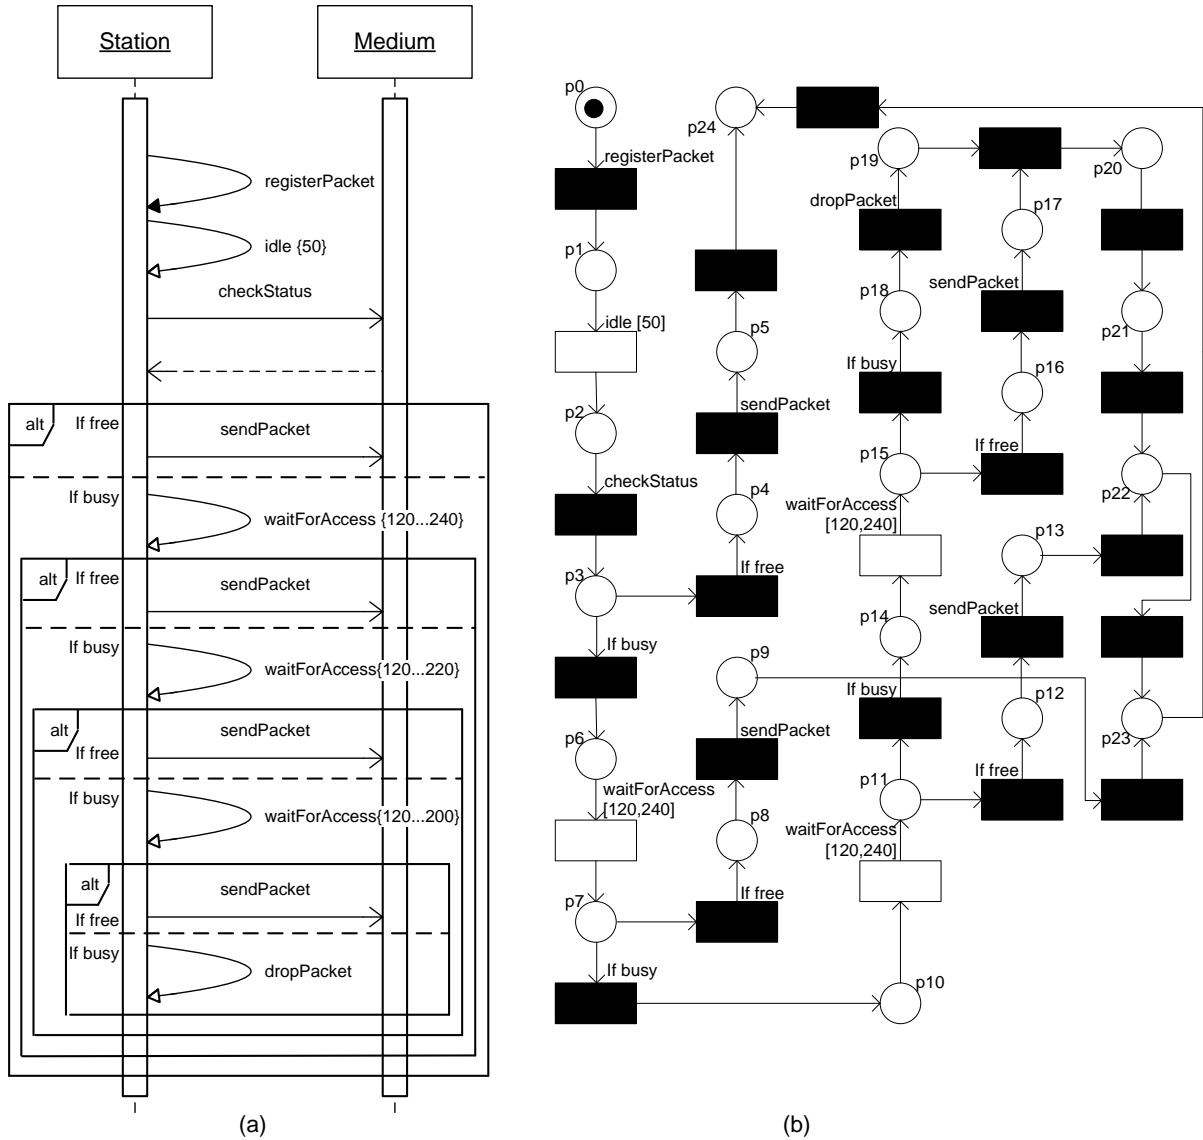 Station
Medium
registerPacket
idle {50}
checkStatus
alt
If free
sendPacket
If busy
waitForAccess {120...240}
alt
If free
sendPacket
If busy
waitForAccess{120...220}
alt
sendPacket
If free
If busy
waitForAccess{120...200}
alt
sendPacket
If free
If busy
dropPacket
(a)
p0
registerPacket
p1
idle [50]
p2
checkStatus
p3
If free
If busy
p6
waitForAccess
[120,240]
p7
If free
If busy
p24
p5
sendPacket
p4
p9
sendPacket
p8
p19
dropPacket
p18
If busy
p15
waitForAccess
[120,240]
p14
If busy
p11
waitForAccess
[120,240]
p10
p17
sendPacket
p16
If free
p13
sendPacket
p12
If free
p20
p21
p22
p23
(b)